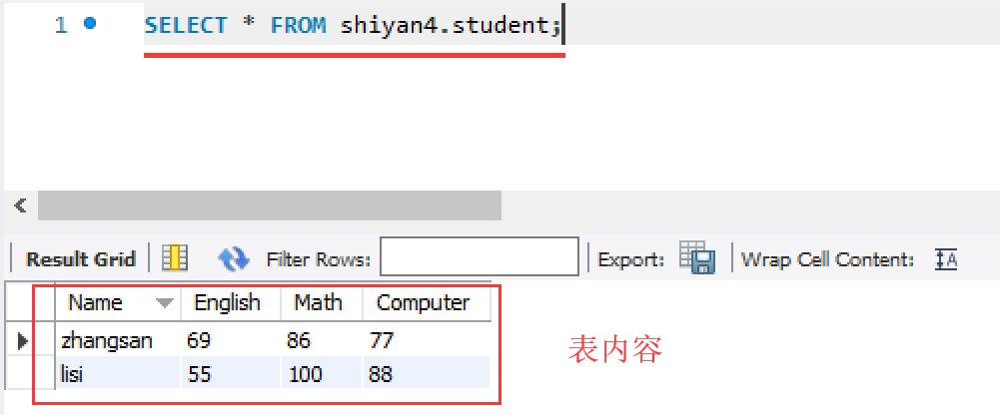 1 SELECT * FROM shiyan4.student;
Result Grid Filter Rows: Export: Wrap Cell Content: IA
Name English Math Computer
zhangsan 69 86 77
lisi 55 100 88
表内容